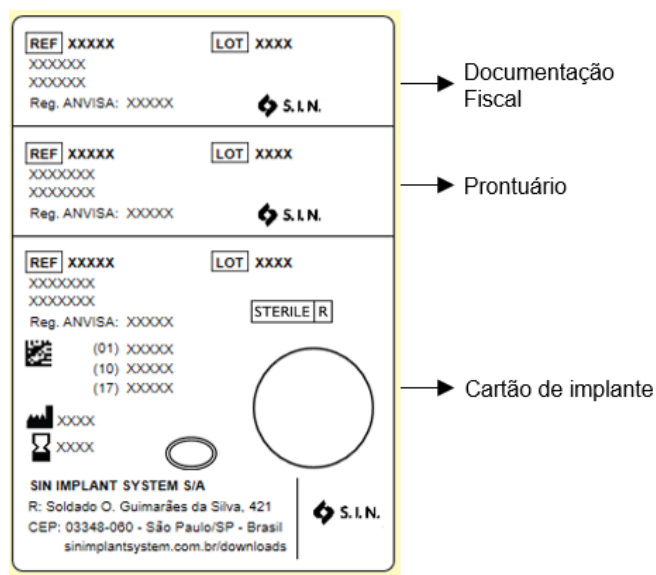 REF XXXXX LOT XXXX
XXXXXX
XXXXXX
Reg. ANVISA: XXXXX S.I.N.
Documentação
Fiscal
REF XXXXX LOT XXXX
XXXXXXX
XXXXXXX
Reg. ANVISA: XXXXX S.I.N.
Prontuário
REF XXXXX LOT XXXX
XXXXXXX
XXXXXXX
Reg. ANVISA: XXXXX
STERILE R
(01) XXXXX
(10) XXXXX
(17) XXXXX
XXXX
XXXX
Cartão de implante
SIN IMPLANT SYSTEM S/A
R: Soldado O. Guimarães da Silva, 421
CEP: 03348-060 - São Paulo/SP - Brasil
sinimplantsystem.com.br/downloads
S.I.N.